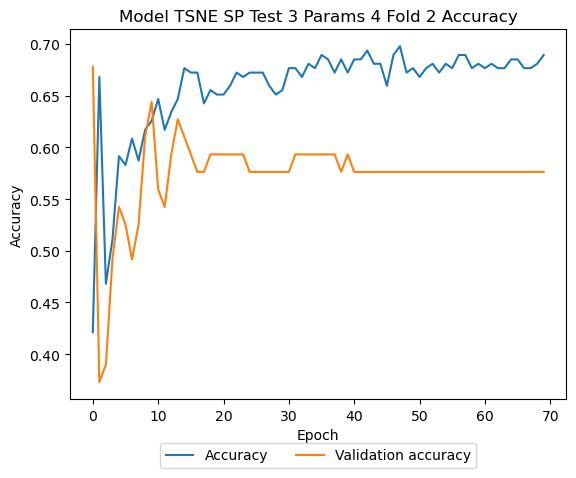 Model TSNE SP Test 3 Params 4 Fold 2 Accuracy
0.70
0.65
0.60
0.55
0.50
0.45
0.40
Accuracy
0 10 20 30 40 50 60 70
Epoch
Accuracy Validation accuracy